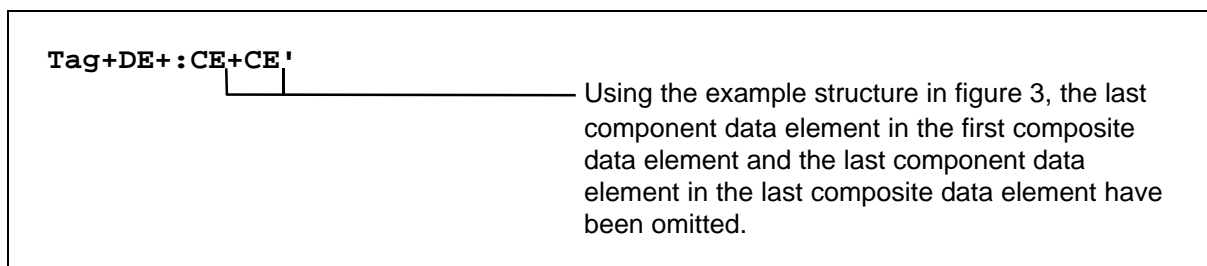 Tag+DE+:CE+CE'
Using the example structure in figure 3, the last
component data element in the first composite
data element and the last component data
element in the last composite data element have
been omitted.